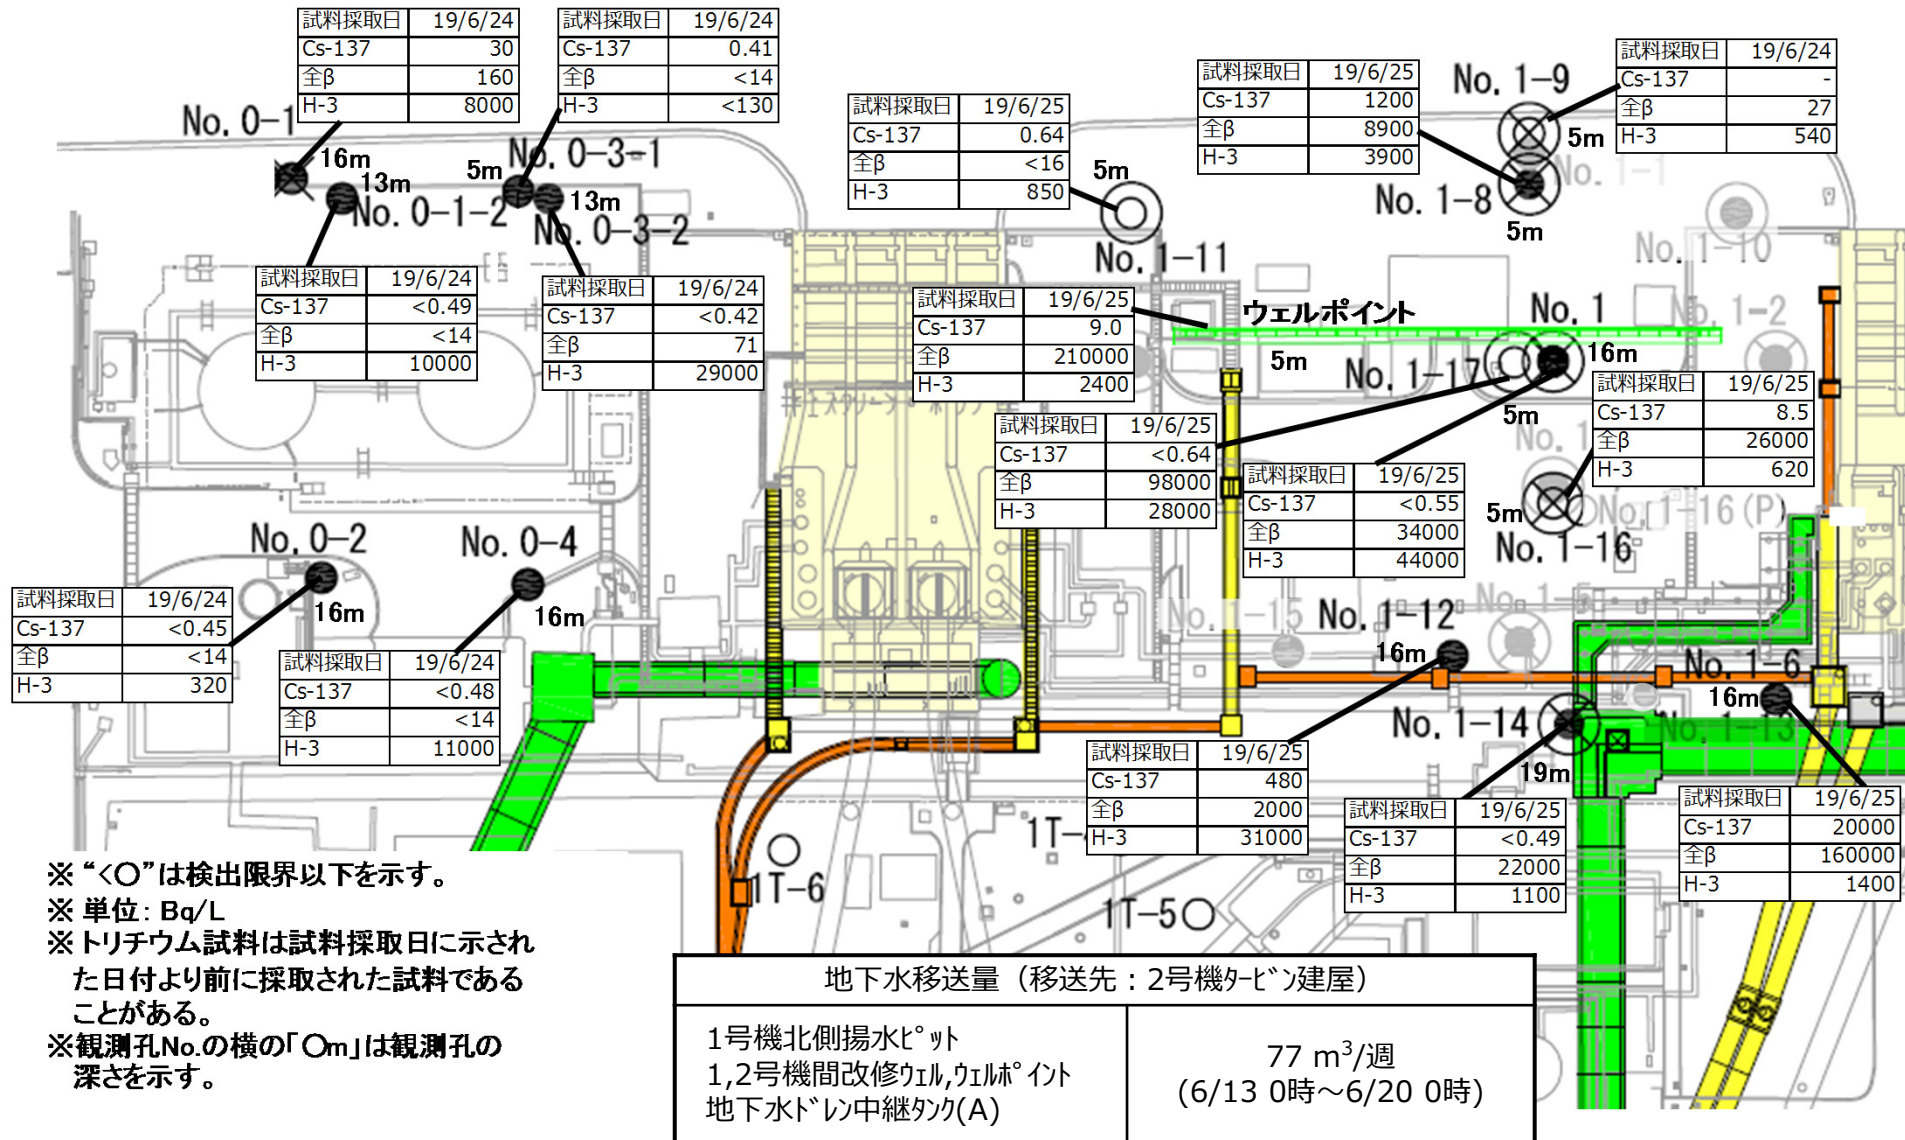 試料採取日 19/6/24
Cs-137 30
全β 160
H-3 8000
試料採取日 19/6/24
Cs-137 0.41
全β <14
H-3 <130
試料採取日 19/6/25
Cs-137 0.64
全β <16
H-3 850
試料採取日 19/6/25
Cs-137 1200
全β 8900
H-3 3900
試料採取日 19/6/24
Cs-137 -
全β 27
H-3 540
No. 0-1
16m
13m
No. 0-1-2
5m
No. 0-3-1
13m
No. 0-3-2
5m
No. 1-11
No. 1-9
5m
No. 1-1
No. 1-8
5m
No. 1-10
試料採取日 19/6/24
Cs-137 <0.49
全β <14
H-3 10000
試料採取日 19/6/24
Cs-137 <0.42
全β 71
H-3 29000
試料採取日 19/6/25
Cs-137 9.0
全β 210000
H-3 2400
ウェルポイント
5m
No. 1
16m
No. 1-2
No. 1-17
5m
試料採取日 19/6/25
Cs-137 8.5
全β 26000
H-3 620
試料採取日 19/6/25
Cs-137 <0.64
全β 98000
H-3 28000
試料採取日 19/6/25
Cs-137 <0.55
全β 34000
H-3 44000
5m
No. 1-16 (P)
No. 1-16
No. 0-2
16m
No. 0-4
16m
試料採取日 19/6/24
Cs-137 <0.45
全β <14
H-3 320
試料採取日 19/6/24
Cs-137 <0.48
全β <14
H-3 11000
No. 1-15
No. 1-12
16m
No. 1-5
No. 1-6
16m
No. 1-14
19m
No. 1-13
試料採取日 19/6/25
Cs-137 480
全β 2000
H-3 31000
試料採取日 19/6/25
Cs-137 <0.49
全β 22000
H-3 1100
試料採取日 19/6/25
Cs-137 20000
全β 160000
H-3 1400
1T-6
1T-5
※ “<○”は検出限界以下を示す。
※ 単位: Bq/L
※トリチウム試料は試料採取日に示され
た日付より前に採取された試料である
ことがある。
※観測孔No.の横の「○m」は観測孔の
深さを示す。
地下水移送量（移送先：2号機ﾀｰﾋﾞﾝ建屋）
1号機北側揚水ﾋﾟｯﾄ
1,2号機間改修ｳｪﾙ,ｳｪﾙﾎﾟｲﾝﾄ
地下水ﾄﾞﾚﾝ中継ﾀﾝｸ(A)
77 m³/週
(6/13 0時～6/20 0時)